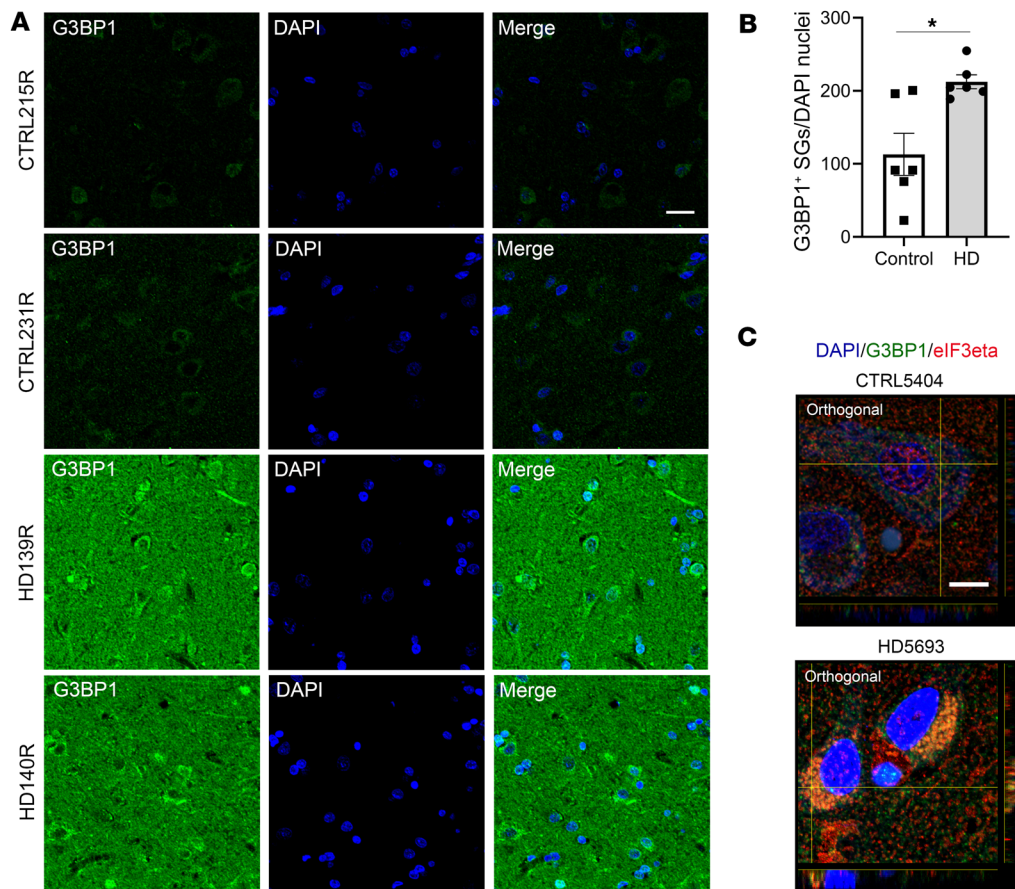 A
G3BP1
DAPI
Merge
CTRL215R
G3BP1
DAPI
Merge
CTRL231R
G3BP1
DAPI
Merge
HD139R
G3BP1
DAPI
Merge
HD140R
B
*
G3BP1⁺ SGs/DAPI nuclei
300
200
100
0
Control HD
C
DAPI/G3BP1/eIF3eta
CTRL5404
Orthogonal
HD5693
Orthogonal